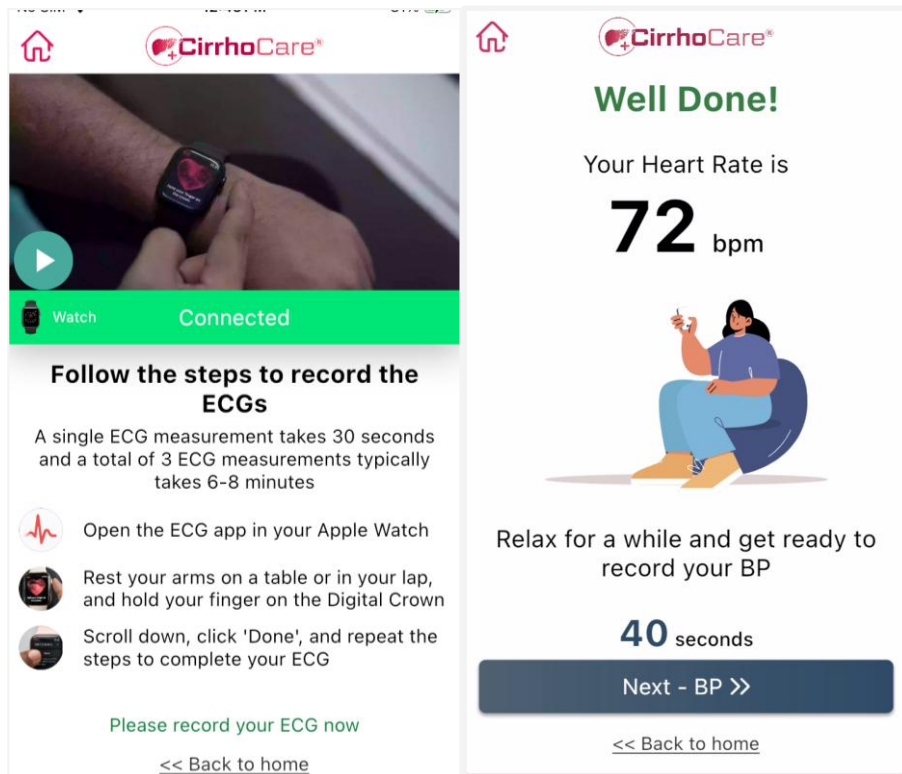 CirrhoCare®
Watch
Connected
Follow the steps to record the
ECGs
A single ECG measurement takes 30 seconds
and a total of 3 ECG measurements typically
takes 6-8 minutes
Open the ECG app in your Apple Watch
Rest your arms on a table or in your lap,
and hold your finger on the Digital Crown
Scroll down, click 'Done', and repeat the
steps to complete your ECG
Please record your ECG now
<< Back to home
CirrhoCare®
Well Done!
Your Heart Rate is
72 bpm
Relax for a while and get ready to
record your BP
40 seconds
Next - BP >>
<< Back to home